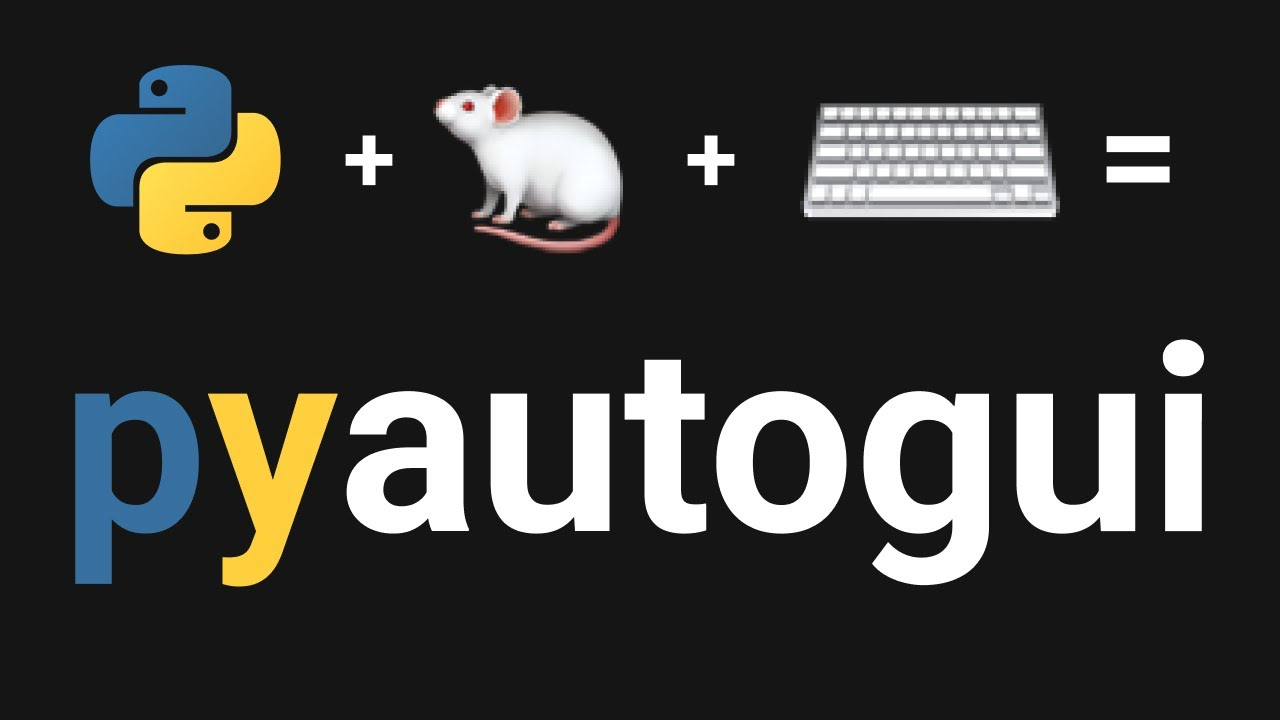 + + =
pyautogui